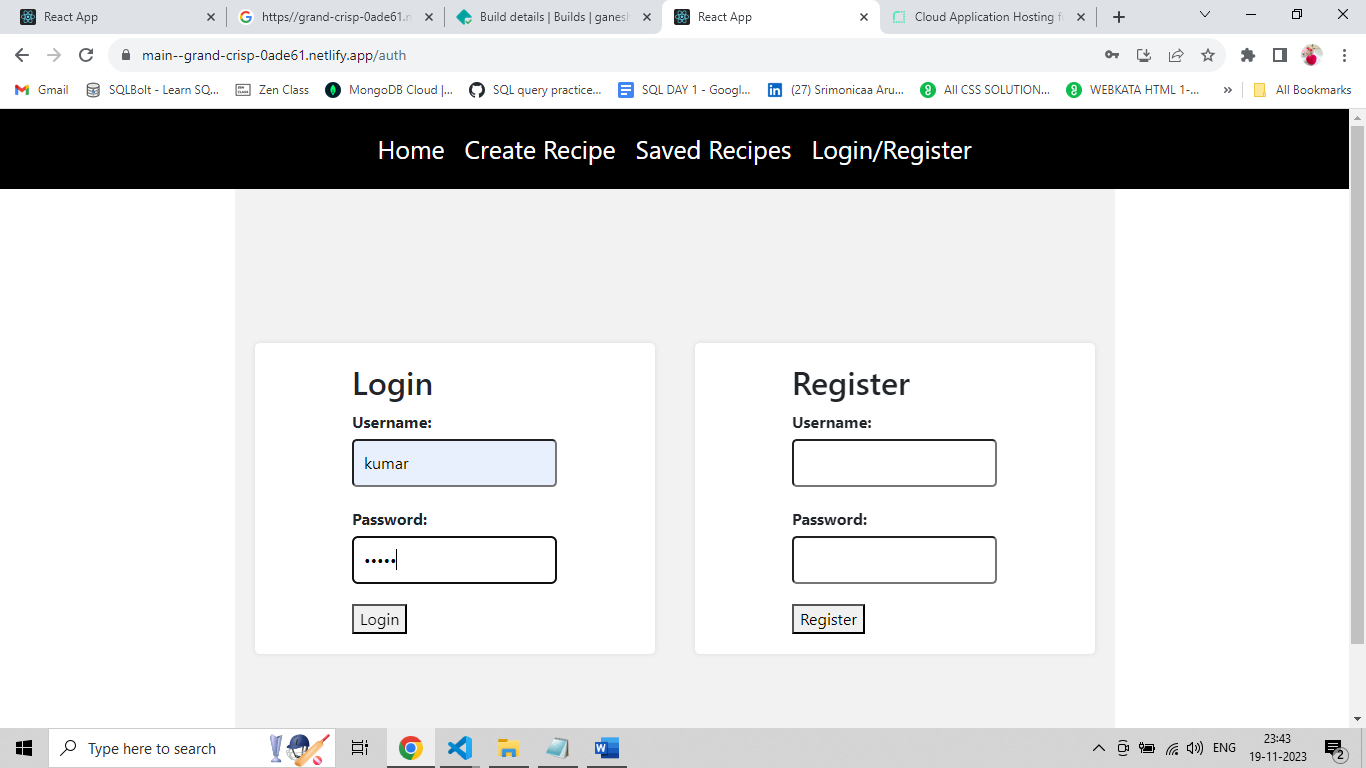 React App
https//grand-crisp-0ade61.n
Build details | Builds | ganesh
React App
Cloud Application Hosting f
main--grand-crisp-0ade61.netlify.app/auth
Gmail
SQLBolt - Learn SQ...
Zen Class
MongoDB Cloud |...
SQL query practice...
SQL DAY 1 - Googl...
(27) Srimonicaa Aru...
All CSS SOLUTION...
WEBKATA HTML 1-...
»
All Bookmarks
Home Create Recipe Saved Recipes Login/Register
Login
Username:
kumar
Password:
•••••
Login
Register
Username:
Password:
Register
Type here to search
ENG
23:43
19-11-2023
2